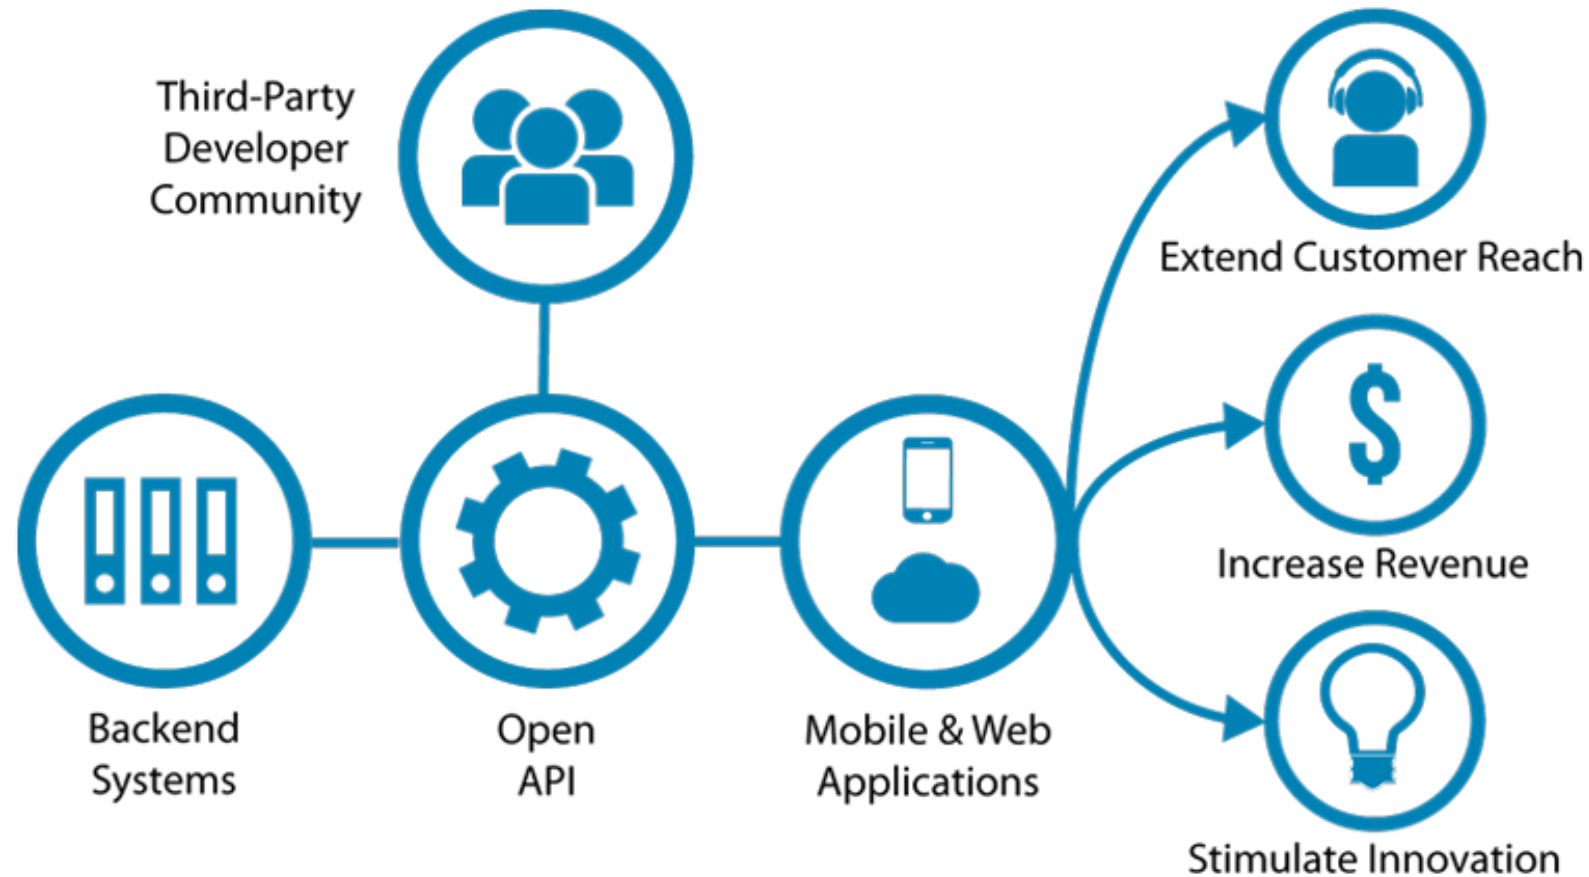 Third-Party
Developer
Community
Extend Customer Reach
Increase Revenue
Backend
Systems
Open
API
Mobile & Web
Applications
Stimulate Innovation